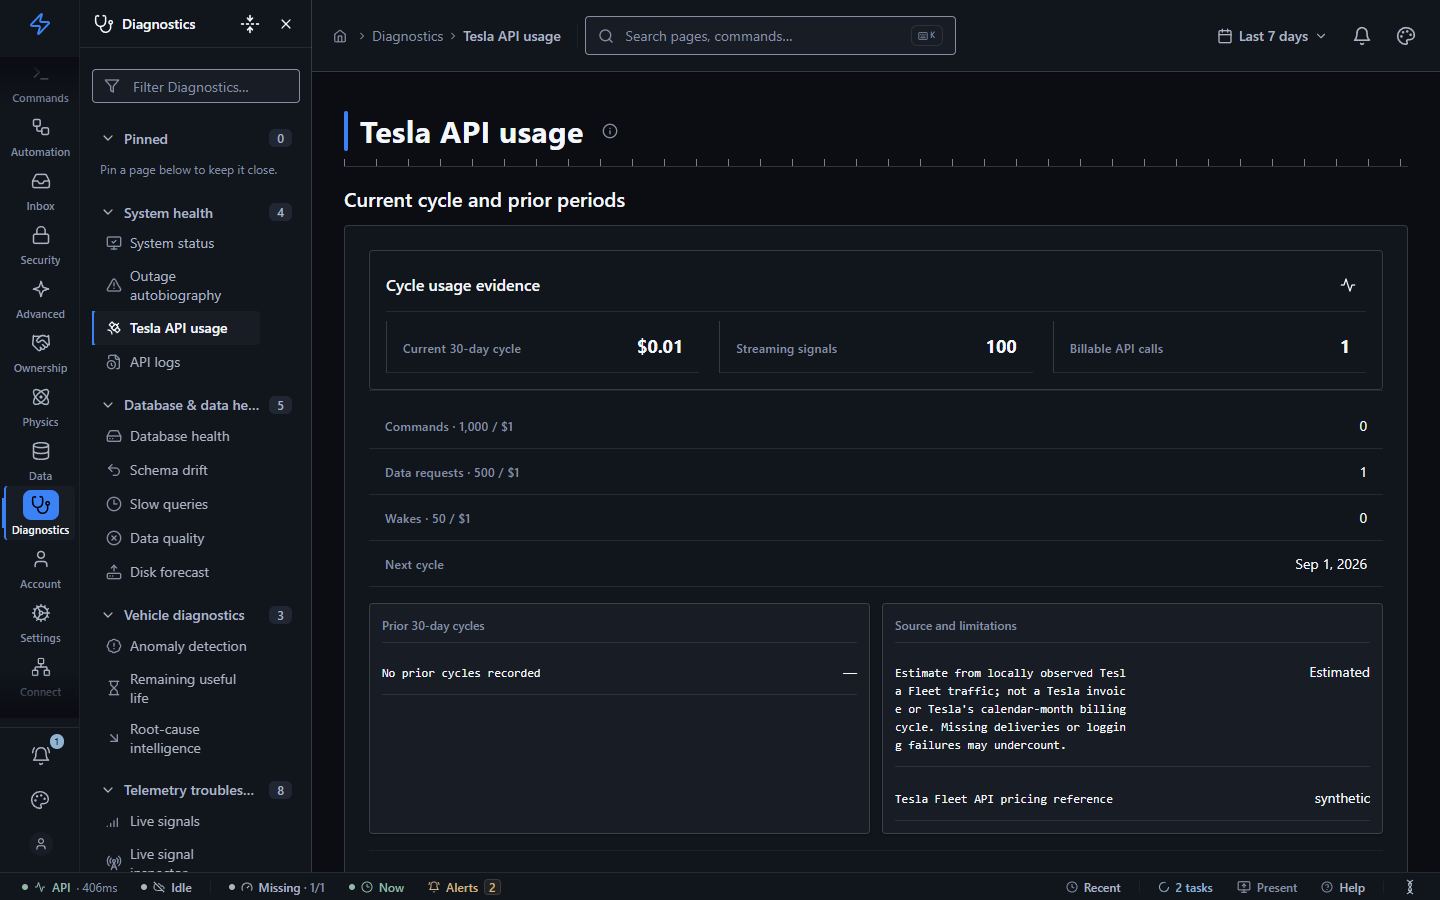 Diagnostics
Commands
Automation
Inbox
Security
Advanced
Ownership
Physics
Data
Diagnostics
Account
Settings
Connect
1
Filter Diagnostics...
Pinned 0
Pin a page below to keep it close.
System health 4
System status
Outage
autobiography
Tesla API usage
API logs
Database & data he... 5
Database health
Schema drift
Slow queries
Data quality
Disk forecast
Vehicle diagnostics 3
Anomaly detection
Remaining useful
life
Root-cause
intelligence
Telemetry troubles... 8
Live signals
Live signal
Diagnostics Tesla API usage
Search pages, commands... K
Last 7 days
Tesla API usage
Current cycle and prior periods
Cycle usage evidence
Current 30-day cycle $0.01
Streaming signals 100
Billable API calls 1
Commands · 1,000 / $1 0
Data requests · 500 / $1 1
Wakes · 50 / $1 0
Next cycle Sep 1, 2026
Prior 30-day cycles
No prior cycles recorded —
Source and limitations
Estimate from locally observed Tesl Estimated
a Fleet traffic; not a Tesla invoic
e or Tesla's calendar-month billing
cycle. Missing deliveries or loggin
g failures may undercount.
Tesla Fleet API pricing reference synthetic
API · 406ms
Idle
Missing · 1/1
Now
Alerts 2
Recent
2 tasks
Present
Help